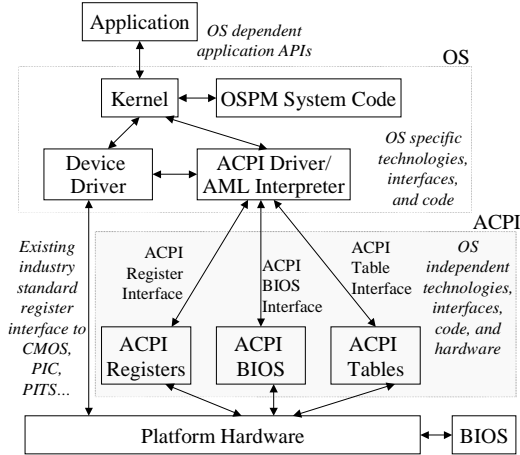 Application
OS dependent
application APIs
OS
Kernel
OSPM System Code
OS specific
technologies,
interfaces,
and code
Device
Driver
ACPI Driver/
AML Interpreter
ACPI
Existing
industry
standard
register
interface to
CMOS,
PIC,
PITS...
ACPI
Register
Interface
ACPI
BIOS
Interface
ACPI
Table
Interface
OS
independent
technologies,
interfaces,
code, and
hardware
ACPI
Registers
ACPI
BIOS
ACPI
Tables
Platform Hardware
BIOS